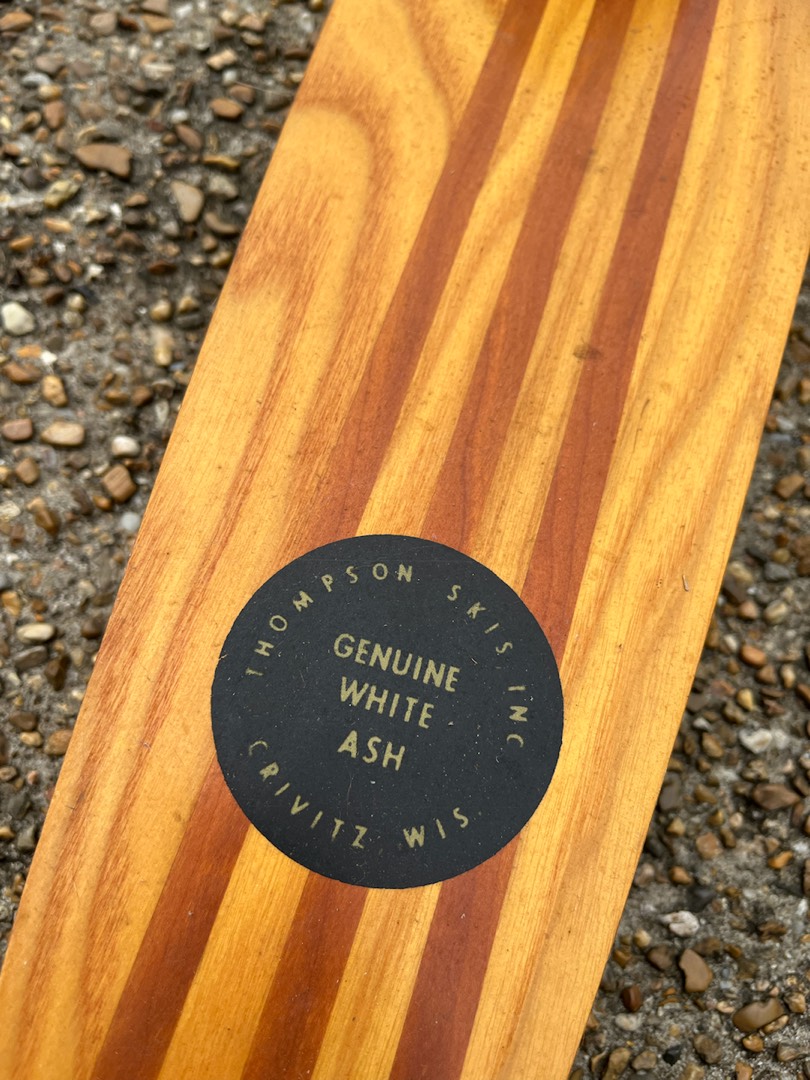 THOMPSON SKIS, INC
GENUINE
WHITE
ASH
CRIVITZ WIS.